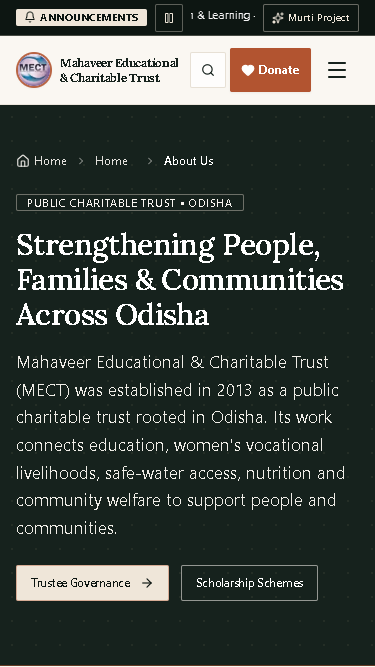 ANNOUNCEMENTS
& Learning ·
Murti Project
MECT
Mahaveer Educational
& Charitable Trust
Donate
Home
Home
About Us
PUBLIC CHARITABLE TRUST • ODISHA
Strengthening People,
Families & Communities
Across Odisha
Mahaveer Educational & Charitable Trust
(MECT) was established in 2013 as a public
charitable trust rooted in Odisha. Its work
connects education, women's vocational
livelihoods, safe-water access, nutrition and
community welfare to support people and
communities.
Trustee Governance
Scholarship Schemes